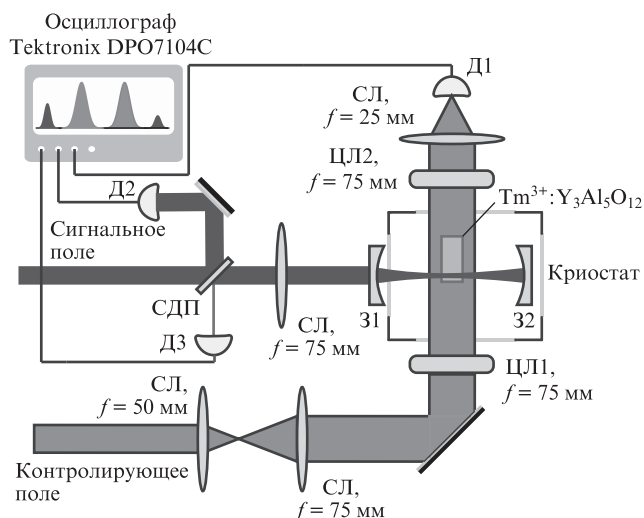 Осциллограф
Tektronix DPO7104C
Д1
СЛ,
f = 25 мм
ЦЛ2,
f = 75 мм
Tm³⁺:Y₃Al₅O₁₂
Д2
Сигнальное
поле
СДП
Д3
СЛ,
f = 75 мм
З1
З2
Криостат
ЦЛ1,
f = 75 мм
СЛ,
f = 50 мм
Контролирующее
поле
СЛ,
f = 75 мм